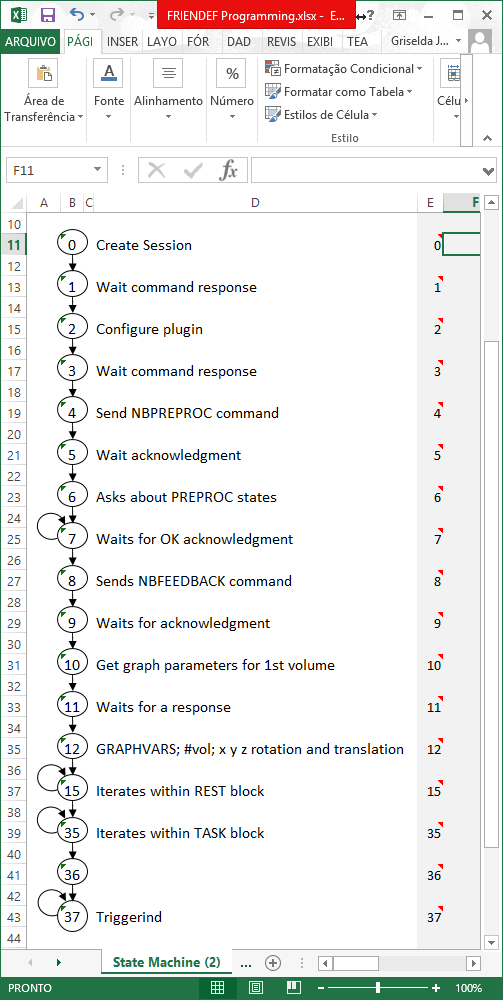 FRIENDEF Programming.xlsx - E...
?
ARQUIVO PÁGI INSER LAYO FÓR DAD REVIS EXIBI TEA Griselda J...
Área de Transferência
Fonte
Alinhamento
%
Número
Formatação Condicional
Formatar como Tabela
Estilos de Célula
Estilo
Célu
F11
fx
A B C D E F
10
11 0 Create Session 0
12
13 1 Wait command response 1
14
15 2 Configure plugin 2
16
17 3 Wait command response 3
18
19 4 Send NBPREPROC command 4
20
21 5 Wait acknowledgment 5
22
23 6 Asks about PREPROC states 6
24
25 7 Waits for OK acknowledgment 7
26
27 8 Sends NBFEEDBACK command 8
28
29 9 Waits for acknowledgment 9
30
31 10 Get graph parameters for 1st volume 10
32
33 11 Waits for a response 11
34
35 12 GRAPHVARS; #vol; x y z rotation and translation 12
36
37 15 Iterates within REST block 15
38
39 35 Iterates within TASK block 35
40
41 36 36
42
43 37 Triggerind 37
44
State Machine (2) ...
PRONTO 100%